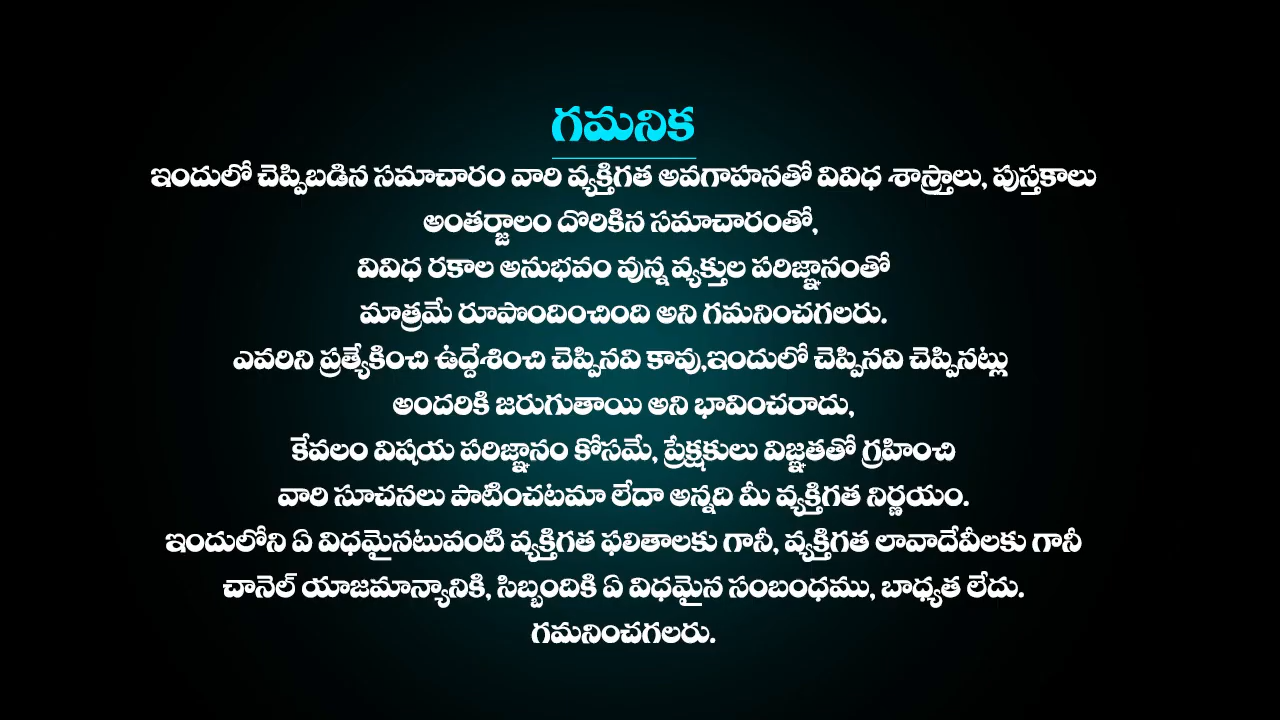 గమనిక
ఇందులో చెప్పిబడిన సమాచారం వారి వ్యక్తిగత అవగాహనతో వివిధ శాస్త్రాలు, పుస్తకాలు
అంతర్జాలం దొరికిన సమాచారంతో,
వివిధ రకాల అనుభవం వున్న వ్యక్తుల పరిజ్ఞానంతో
మాత్రమే రూపొందించింది అని గమనించగలరు.
ఎవరిని ప్రత్యేకించి ఉద్దేశించి చెప్పినవి కావు,ఇందులో చెప్పినవి చెప్పినట్లు
అందరికి జరుగుతాయి అని భావించరాదు,
కేవలం విషయ పరిజ్ఞానం కోసమే, ప్రేక్షకులు విజ్ఞతతో గ్రహించి
వారి సూచనలు పాటించటమా లేదా అన్నది మీ వ్యక్తిగత నిర్ణయం.
ఇందులోని ఏ విధమైనటువంటి వ్యక్తిగత ఫలితాలకు గానీ, వ్యక్తిగత లావాదేవీలకు గానీ
చానెల్ యాజమాన్యానికి, సిబ్బందికి ఏ విధమైన సంబంధము, బాధ్యత లేదు.
గమనించగలరు.